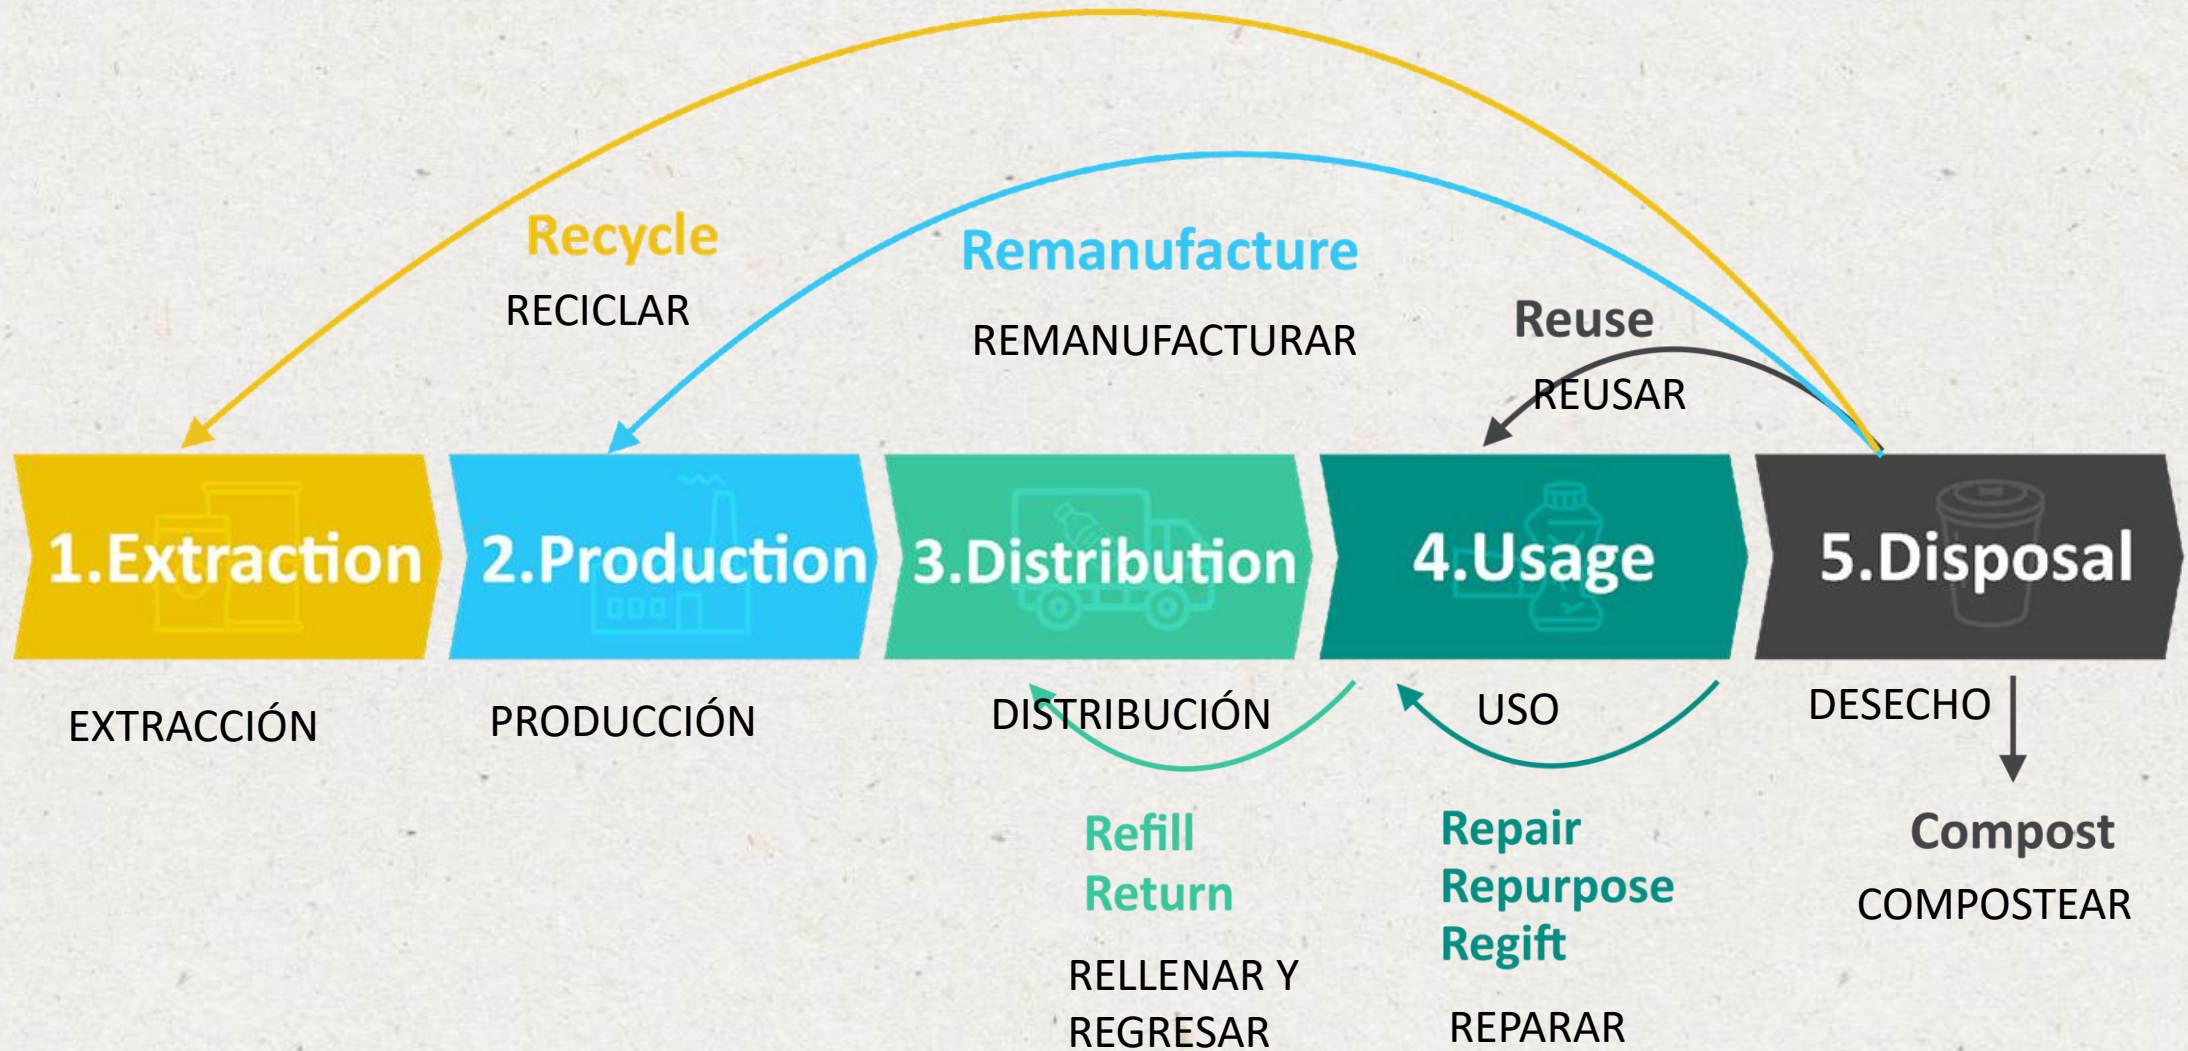 Recycle
RECICLAR
Remanufacture
REMANUFACTURAR
Reuse
REUSAR
1.Extraction
2.Production
3.Distribution
4.Usage
5.Disposal
EXTRACCIÓN
PRODUCCIÓN
DISTRIBUCIÓN
USO
DESECHO
Refill
Return
RELLENAR Y
REGRESAR
Repair
Repurpose
Regift
REPARAR
Compost
COMPOSTEAR